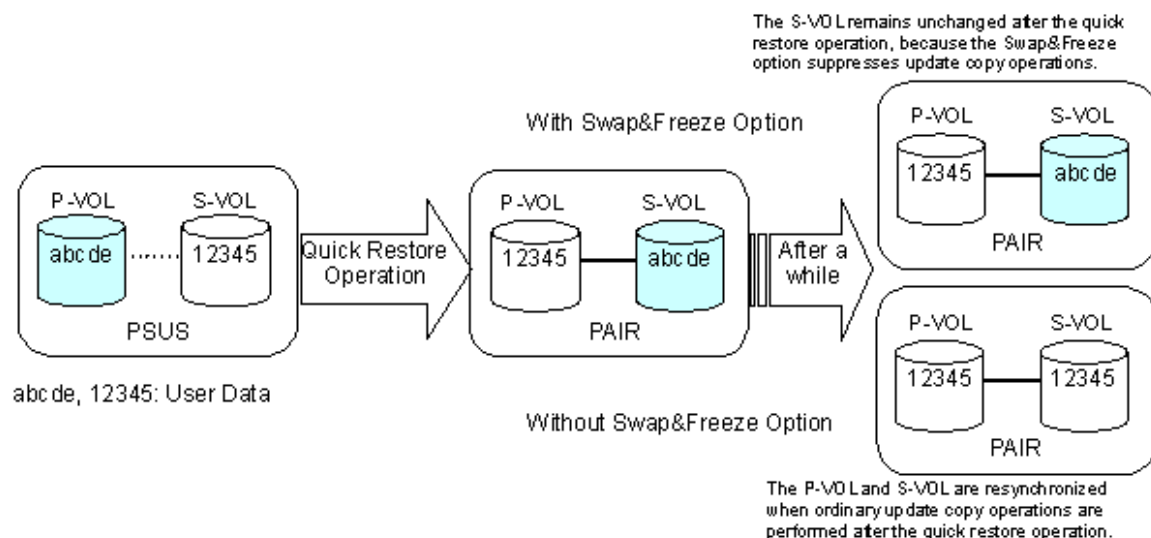 The S-VOL remains unchanged after the quick
restore operation, because the Swap&Freeze
option suppresses update copy operations.
With Swap&Freeze Option
P-VOL S-VOL
12345 abcde
PAIR
P-VOL S-VOL
abcde 12345
PSUS
Quick Restore
Operation
P-VOL S-VOL
12345 abcde
PAIR
After a
while
P-VOL S-VOL
12345 12345
PAIR
abcde, 12345: User Data
Without Swap&Freeze Option
The P-VOL and S-VOL are resynchronized
when ordinary update copy operations are
performed after the quick restore operation.